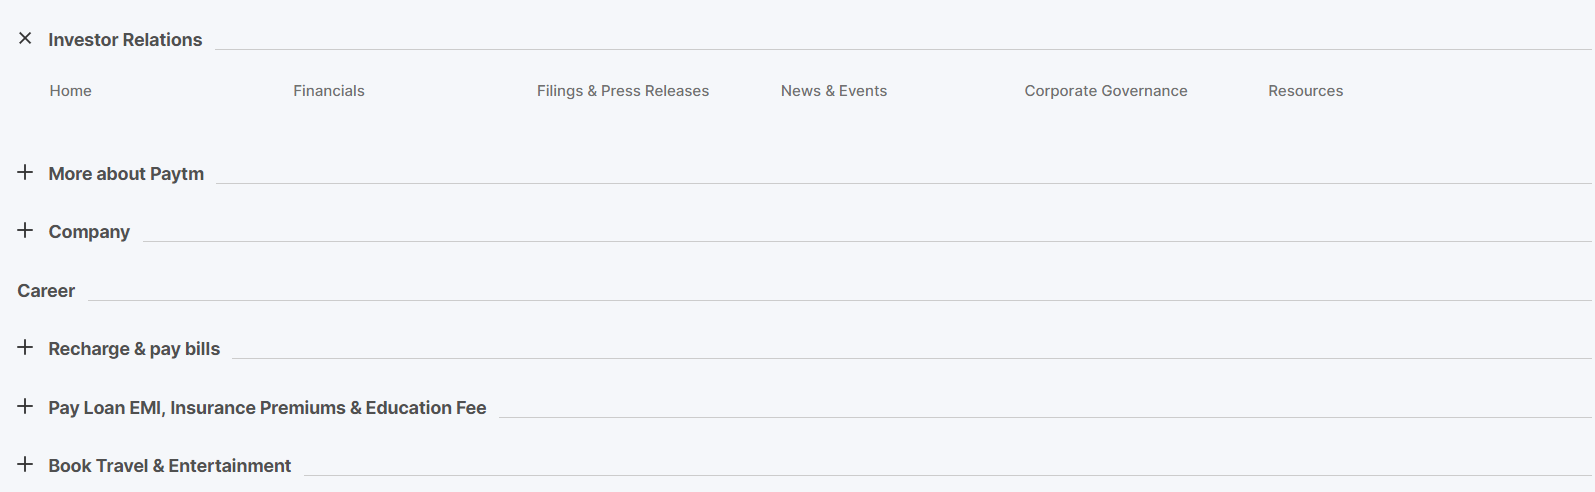 Investor Relations
Home Financials Filings & Press Releases News & Events Corporate Governance Resources
More about Paytm
Company
Career
Recharge & pay bills
Pay Loan EMI, Insurance Premiums & Education Fee
Book Travel & Entertainment